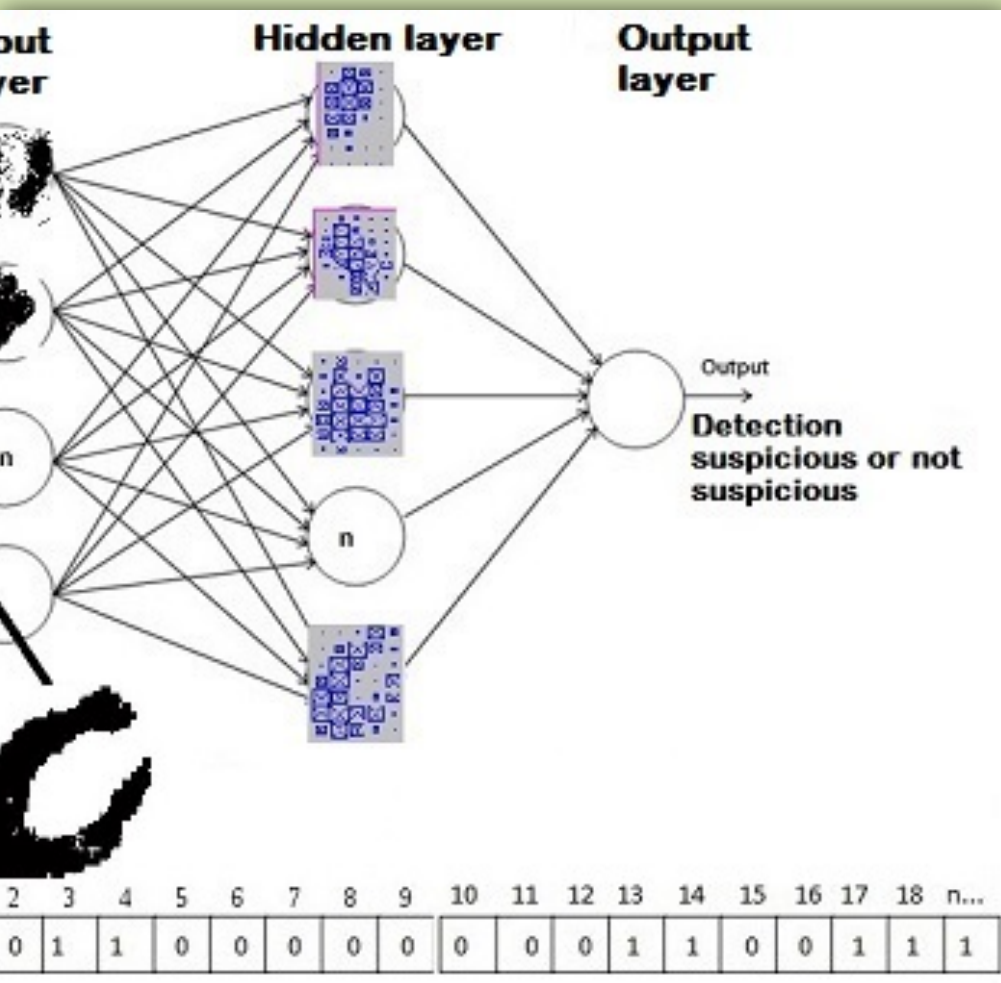 put
yer
Hidden layer
Output
layer
n
n
Output
Detection
suspicious or not
suspicious
2 3 4 5 6 7 8 9 10 11 12 13 14 15 16 17 18 n...
0 1 1 0 0 0 0 0 0 0 0 1 1 0 0 1 1 1